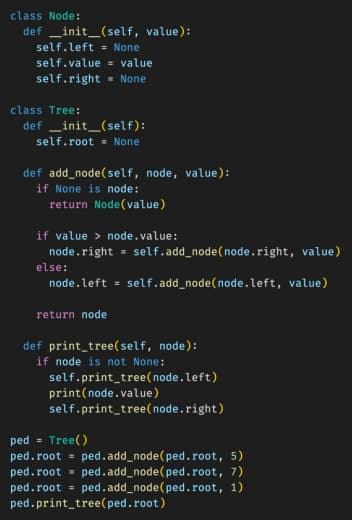 class Node:
  def __init__(self, value):
    self.left = None
    self.value = value
    self.right = None

class Tree:
  def __init__(self):
    self.root = None

  def add_node(self, node, value):
    if None is node:
      return Node(value)

    if value > node.value:
      node.right = self.add_node(node.right, value)
    else:
      node.left = self.add_node(node.left, value)

    return node

  def print_tree(self, node):
    if node is not None:
      self.print_tree(node.left)
      print(node.value)
      self.print_tree(node.right)

ped = Tree()
ped.root = ped.add_node(ped.root, 5)
ped.root = ped.add_node(ped.root, 7)
ped.root = ped.add_node(ped.root, 1)
ped.print_tree(ped.root)